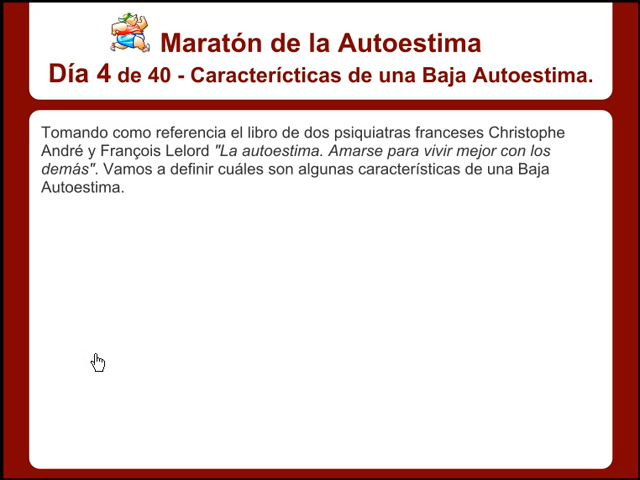 Maratón de la Autoestima
Día 4 de 40 - Caracterícticas de una Baja Autoestima.
Tomando como referencia el libro de dos psiquiatras franceses Christophe
André y François Lelord "La autoestima. Amarse para vivir mejor con los
demás". Vamos a definir cuáles son algunas características de una Baja
Autoestima.